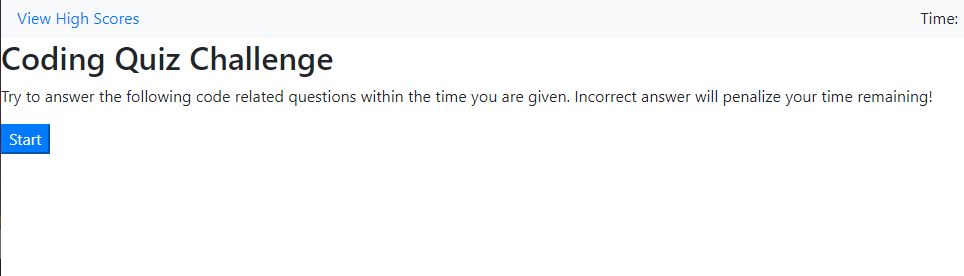 View High Scores
Time:
Coding Quiz Challenge
Try to answer the following code related questions within the time you are given. Incorrect answer will penalize your time remaining!
Start